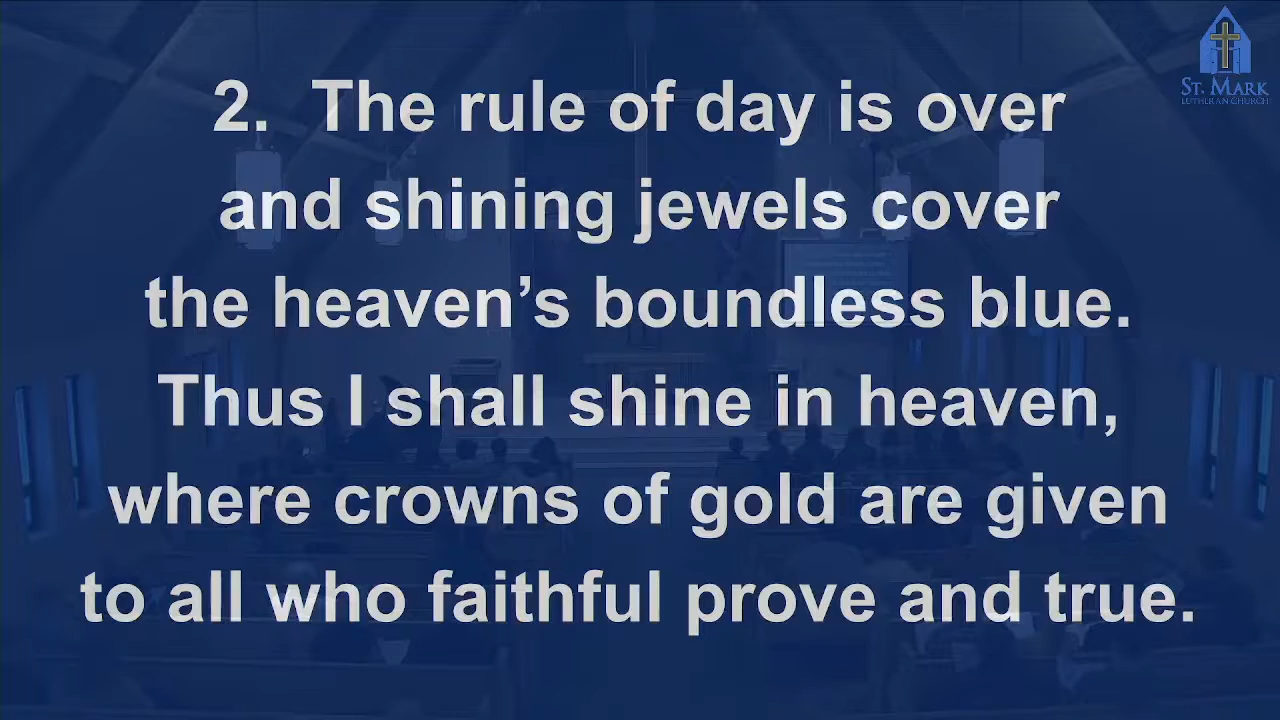 St. Mark
Lutheran Church
2. The rule of day is over
and shining jewels cover
the heaven’s boundless blue.
Thus I shall shine in heaven,
where crowns of gold are given
to all who faithful prove and true.